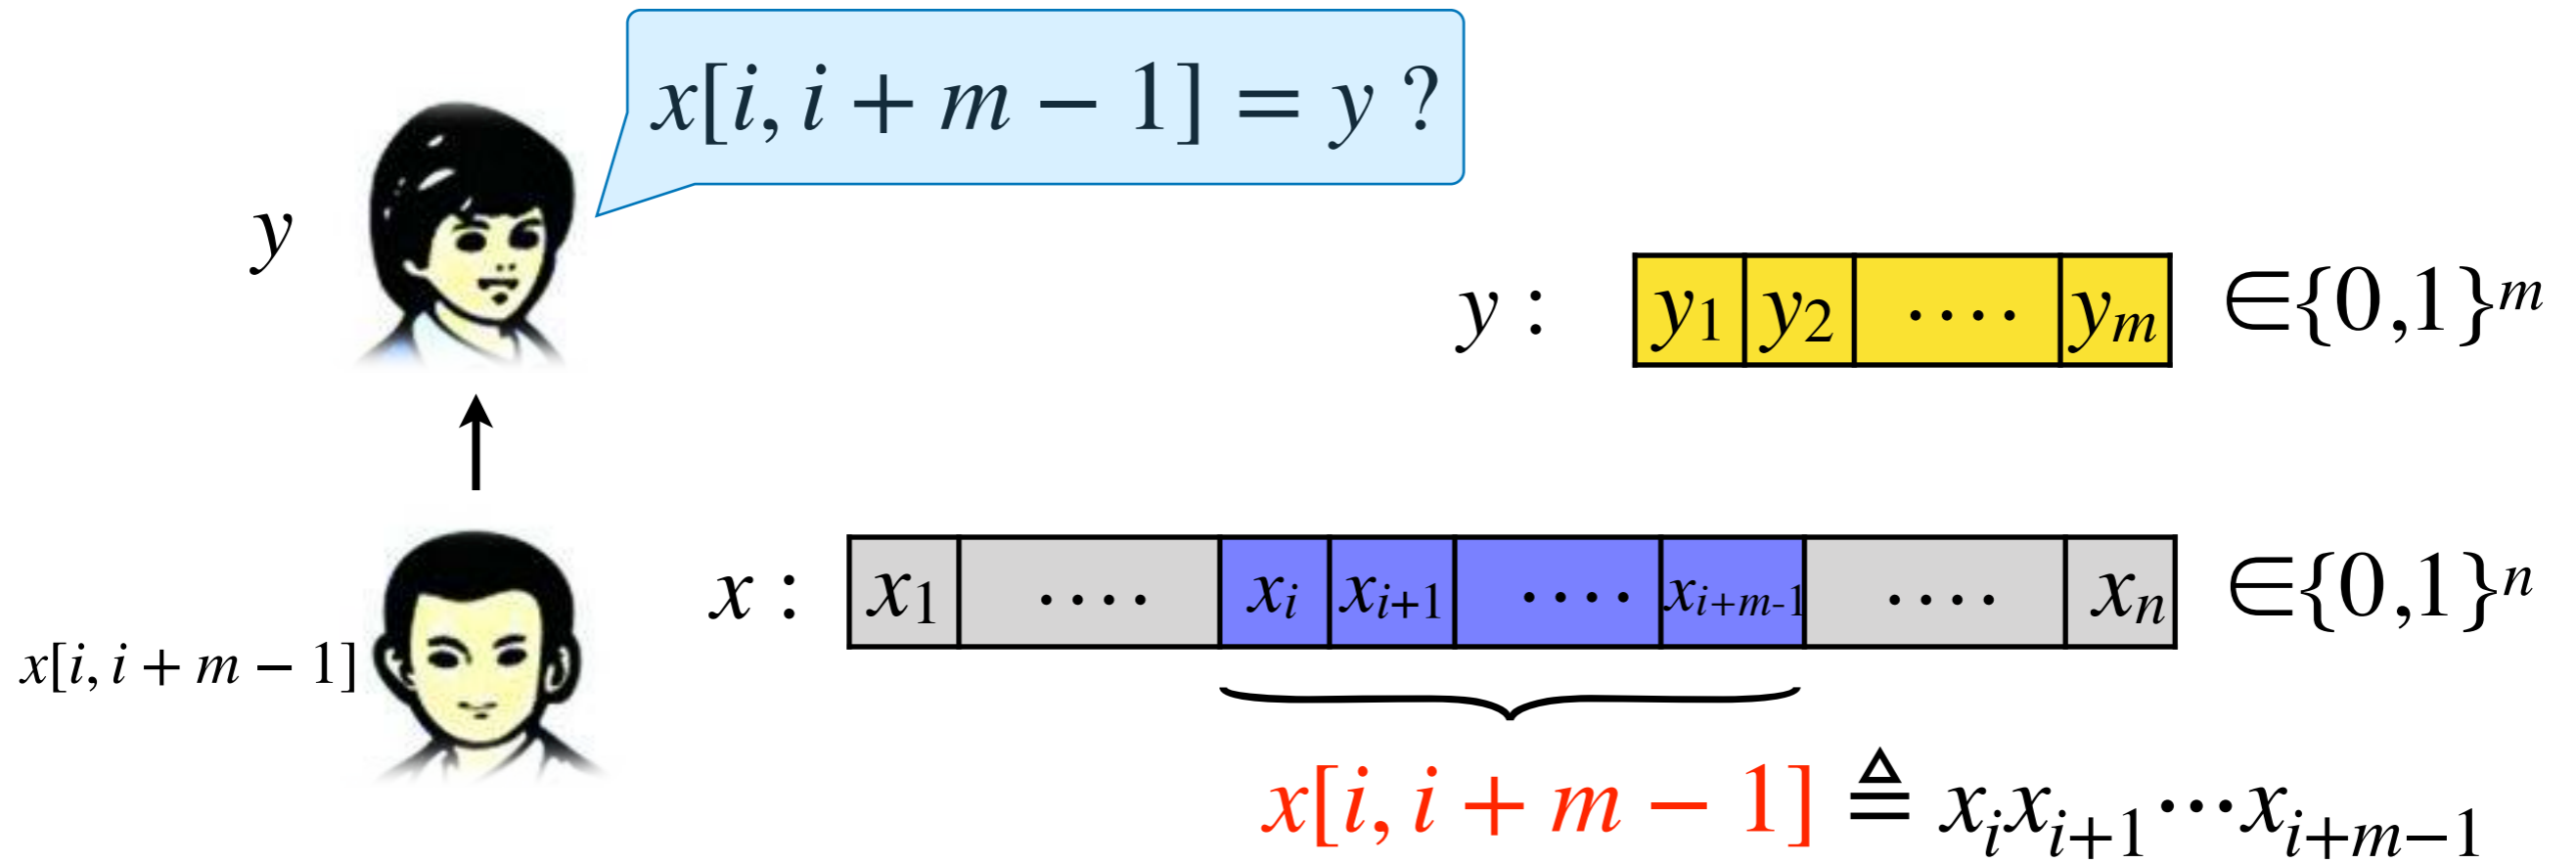 x[i, i + m − 1] = y ?
y
y : y₁ y₂ ···· yₘ ∈{0,1}ᵐ
x : x₁ ···· xᵢ xᵢ₊₁ ···· xᵢ₊ₘ₋₁ ···· xₙ ∈{0,1}ⁿ
x[i, i + m − 1]
x[i, i + m − 1] ≜ xᵢxᵢ₊₁···xᵢ₊ₘ₋₁